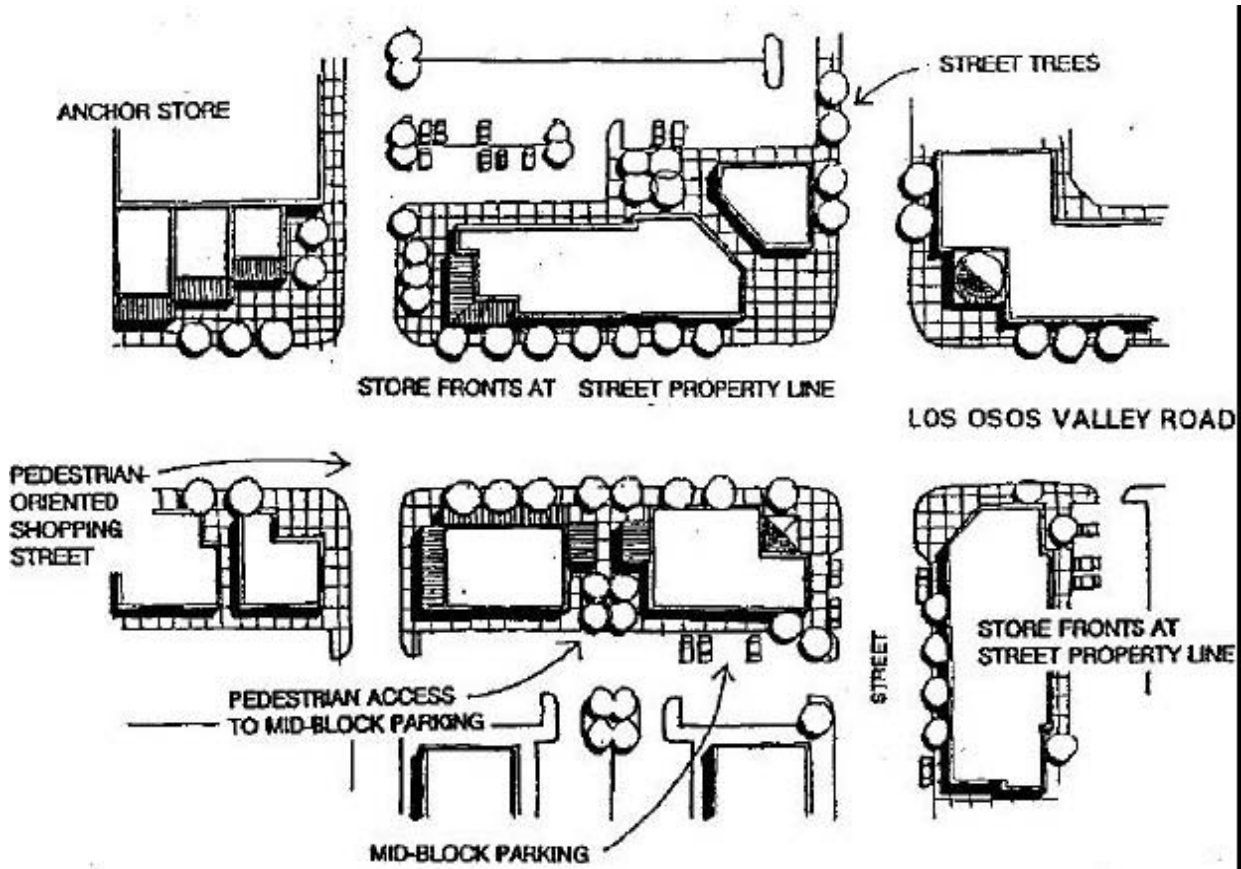 STREET TREES
ANCHOR STORE
STORE FRONTS AT STREET PROPERTY LINE
LOS OSOS VALLEY ROAD
PEDESTRIAN-
ORIENTED
SHOPPING
STREET
STREET
STORE FRONTS AT
STREET PROPERTY LINE
PEDESTRIAN ACCESS
TO MID-BLOCK PARKING
MID-BLOCK PARKING